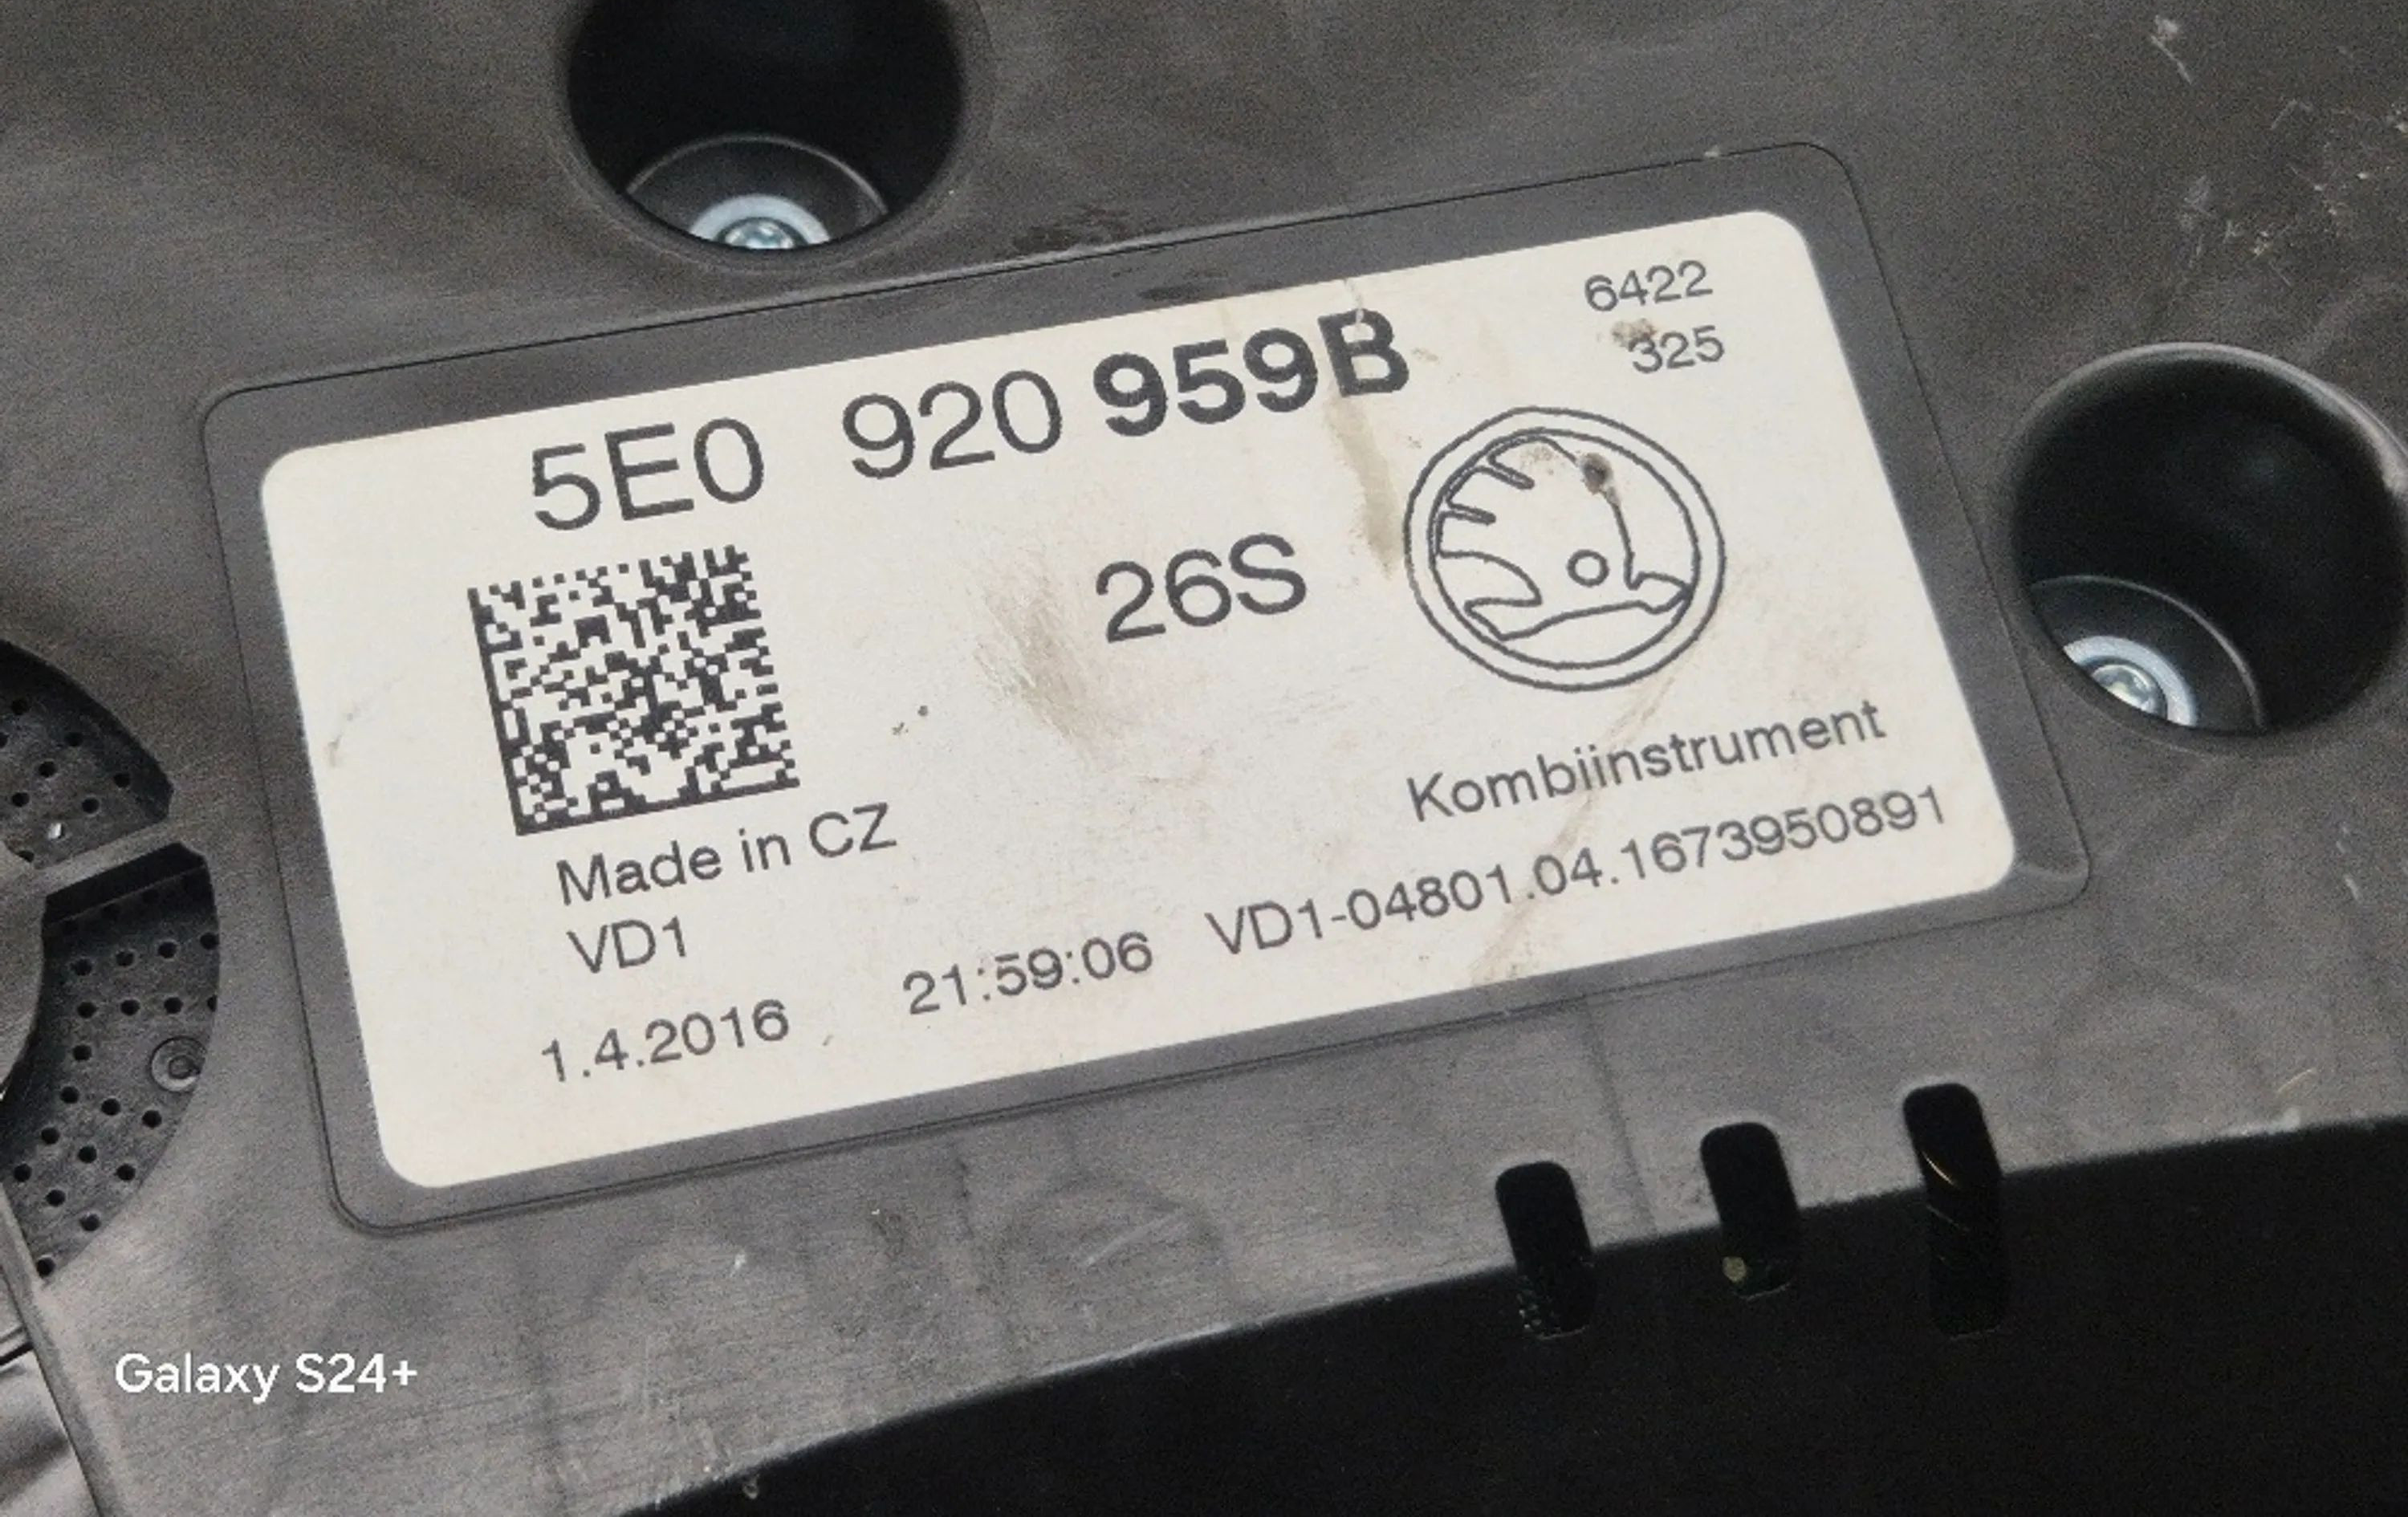 6422
325
5E0 920 959B
26S
Kombiinstrument
Made in CZ
VD1
1.4.2016 21:59:06 VD1-04801.04.1673950891
Galaxy S24+